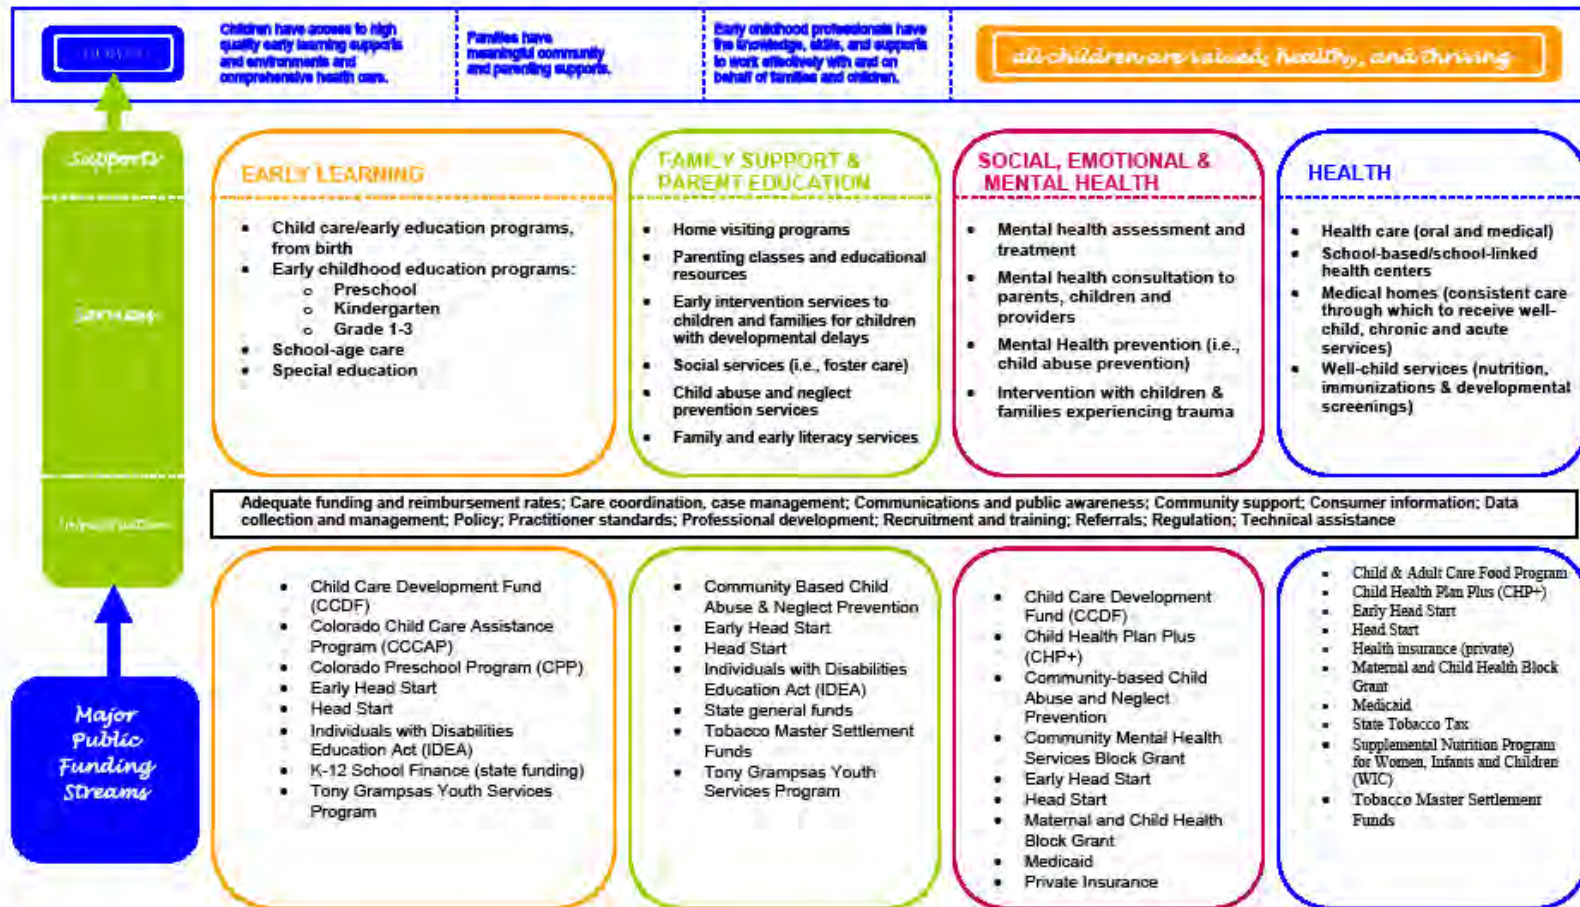 Children have access to high
quality early learning supports
and environments and
comprehensive health care.
Families have
meaningful community
and parenting supports.
Early childhood professionals have
the knowledge, skills, and supports
to work effectively with and on
behalf of families and children.
all children are valued, healthy, and thriving
Supports
Services
EARLY LEARNING
• Child care/early education programs,
from birth
• Early childhood education programs:
o Preschool
o Kindergarten
o Grade 1-3
• School-age care
• Special education
FAMILY SUPPORT &
PARENT EDUCATION
• Home visiting programs
• Parenting classes and educational
resources
• Early intervention services to
children and families for children
with developmental delays
• Social services (i.e., foster care)
• Child abuse and neglect
prevention services
• Family and early literacy services
SOCIAL, EMOTIONAL &
MENTAL HEALTH
• Mental health assessment and
treatment
• Mental health consultation to
parents, children and
providers
• Mental Health prevention (i.e.,
child abuse prevention)
• Intervention with children &
families experiencing trauma
HEALTH
• Health care (oral and medical)
• School-based/school-linked
health centers
• Medical homes (consistent care
through which to receive well-
child, chronic and acute
services)
• Well-child services (nutrition,
immunizations & developmental
screenings)
Adequate funding and reimbursement rates; Care coordination, case management; Communications and public awareness; Community support; Consumer information; Data
collection and management; Policy; Practitioner standards; Professional development; Recruitment and training; Referrals; Regulation; Technical assistance
Major
Public
Funding
Streams
• Child Care Development Fund
(CCDF)
• Colorado Child Care Assistance
Program (CCCAP)
• Colorado Preschool Program (CPP)
• Early Head Start
• Head Start
• Individuals with Disabilities
Education Act (IDEA)
• K-12 School Finance (state funding)
• Tony Grampsas Youth Services
Program
• Community Based Child
Abuse & Neglect Prevention
• Early Head Start
• Head Start
• Individuals with Disabilities
Education Act (IDEA)
• State general funds
• Tobacco Master Settlement
Funds
• Tony Grampsas Youth
Services Program
• Child Care Development
Fund (CCDF)
• Child Health Plan Plus
(CHP+)
• Community-based Child
Abuse and Neglect
Prevention
• Community Mental Health
Services Block Grant
• Early Head Start
• Head Start
• Maternal and Child Health
Block Grant
• Medicaid
• Private Insurance
• Child & Adult Care Food Program
• Child Health Plan Plus (CHP+)
• Early Head Start
• Head Start
• Health insurance (private)
• Maternal and Child Health Block
Grant
• Medicaid
• State Tobacco Tax
• Supplemental Nutrition Program
for Women, Infants and Children
(WIC)
• Tobacco Master Settlement
Funds